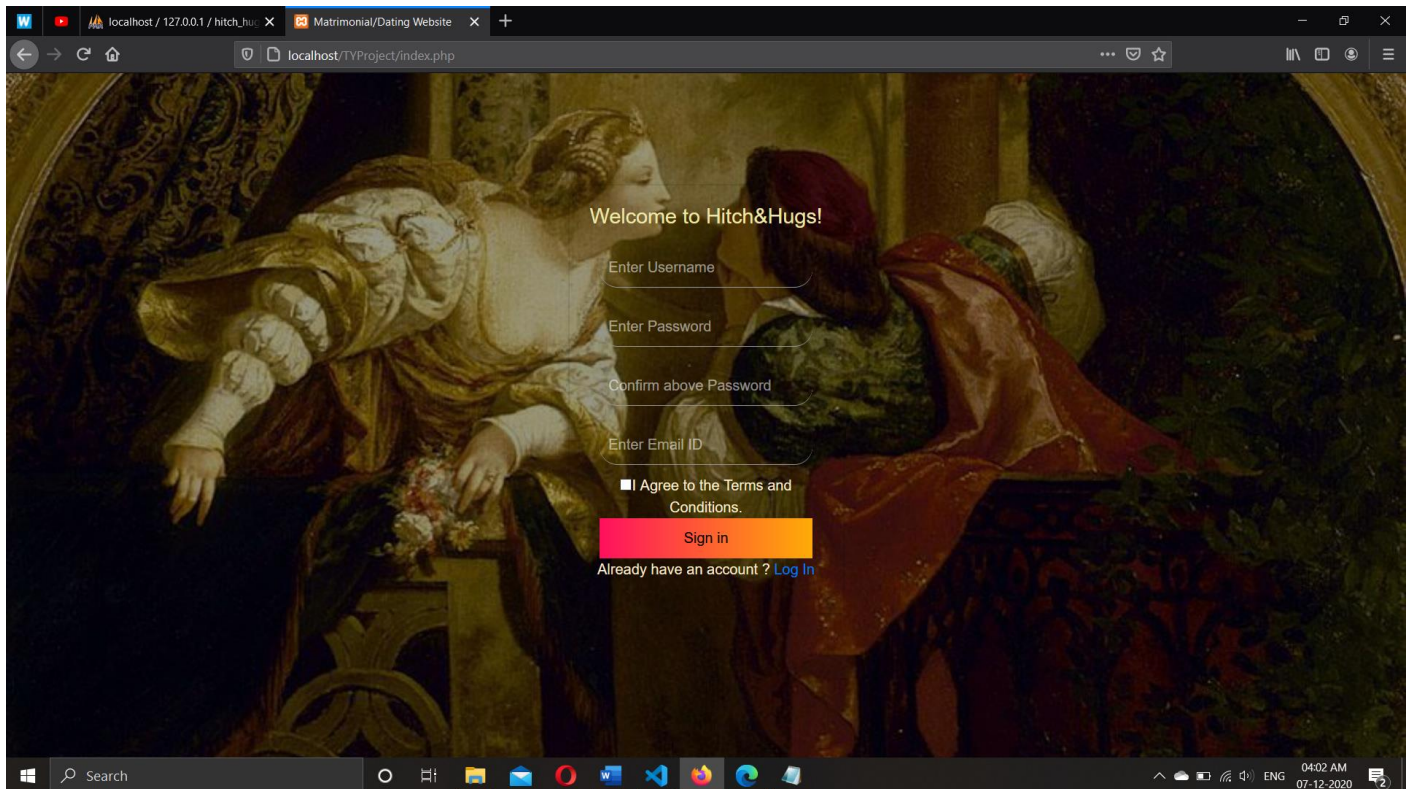 localhost / 127.0.0.1 / hitch_hug
Matrimonial/Dating Website
localhost/TYProject/index.php
Welcome to Hitch&Hugs!
Enter Username
Enter Password
Confirm above Password
Enter Email ID
I Agree to the Terms and
Conditions.
Sign in
Already have an account ? Log In
Search
ENG
04:02 AM
07-12-2020
2